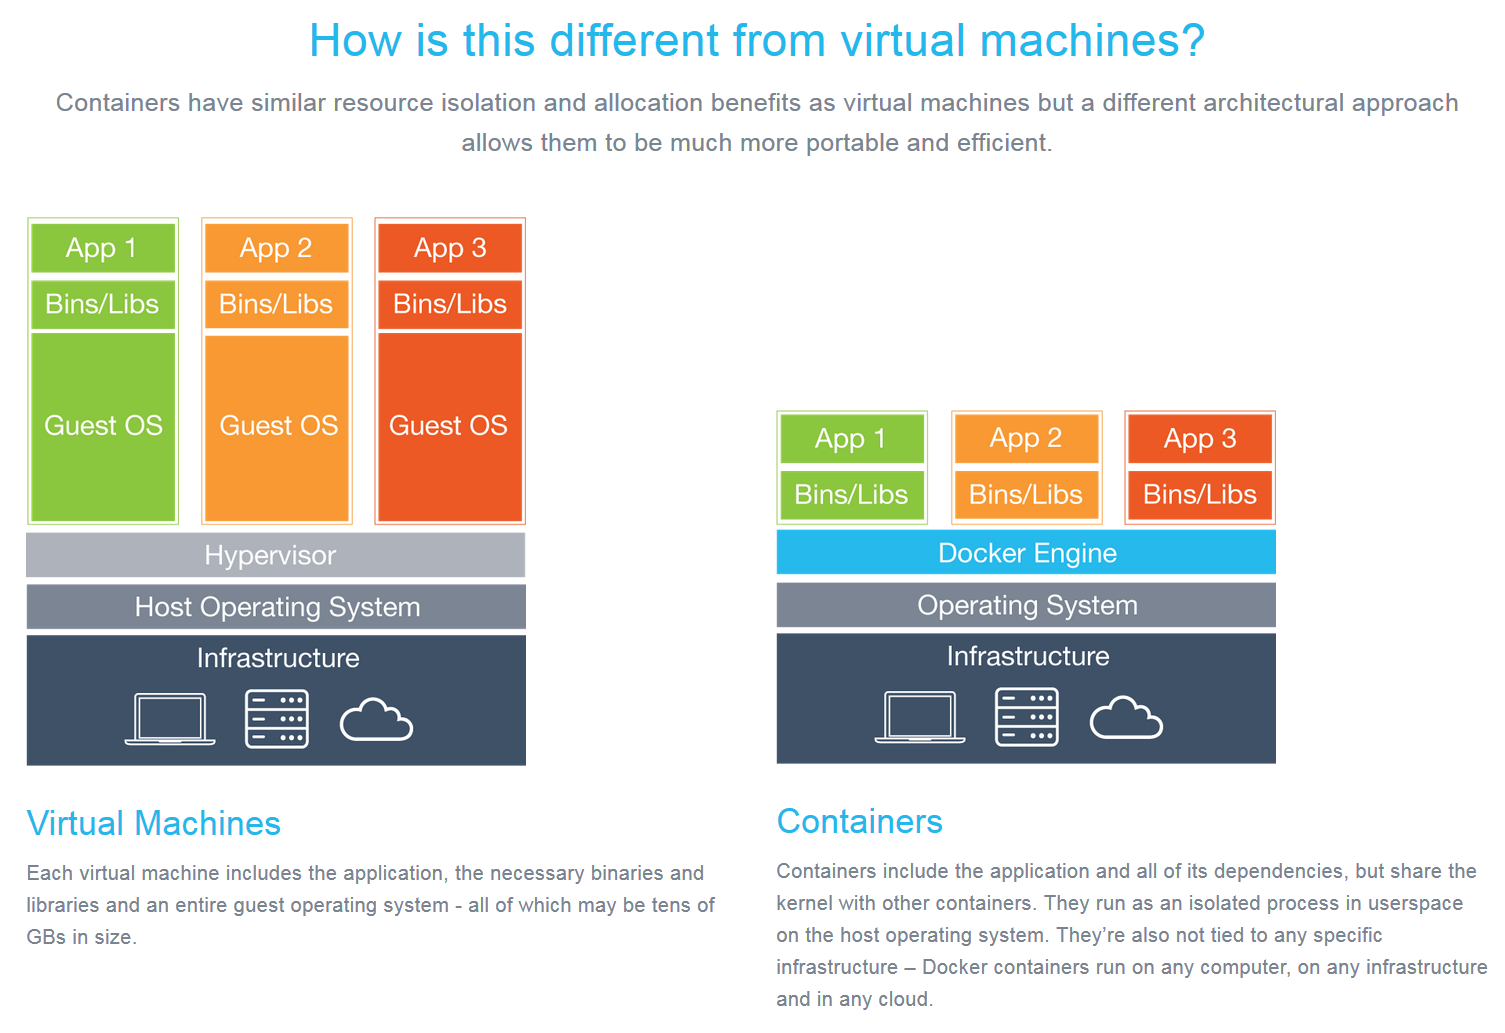 How is this different from virtual machines?
Containers have similar resource isolation and allocation benefits as virtual machines but a different architectural approach
allows them to be much more portable and efficient.
App 1
App 2
App 3
Bins/Libs
Bins/Libs
Bins/Libs
Guest OS
Guest OS
Guest OS
Hypervisor
Host Operating System
Infrastructure
Virtual Machines
Each virtual machine includes the application, the necessary binaries and
libraries and an entire guest operating system - all of which may be tens of
GBs in size.
App 1
App 2
App 3
Bins/Libs
Bins/Libs
Bins/Libs
Docker Engine
Operating System
Infrastructure
Containers
Containers include the application and all of its dependencies, but share the
kernel with other containers. They run as an isolated process in userspace
on the host operating system. They’re also not tied to any specific
infrastructure – Docker containers run on any computer, on any infrastructure
and in any cloud.